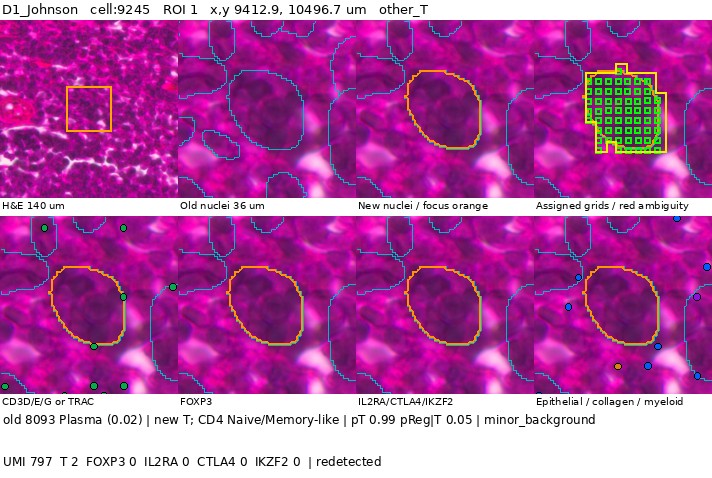 D1_Johnson cell:9245 ROI 1 x,y 9412.9, 10496.7 um other_T
H&E 140 um
Old nuclei 36 um
New nuclei / focus orange
Assigned grids / red ambiguity
CD3D/E/G or TRAC
FOXP3
IL2RA/CTLA4/IKZF2
Epithelial / collagen / myeloid
old 8093 Plasma (0.02) | new T; CD4 Naive/Memory-like | pT 0.99 pReg|T 0.05 | minor_background
UMI 797 T 2 FOXP3 0 IL2RA 0 CTLA4 0 IKZF2 0 | redetected